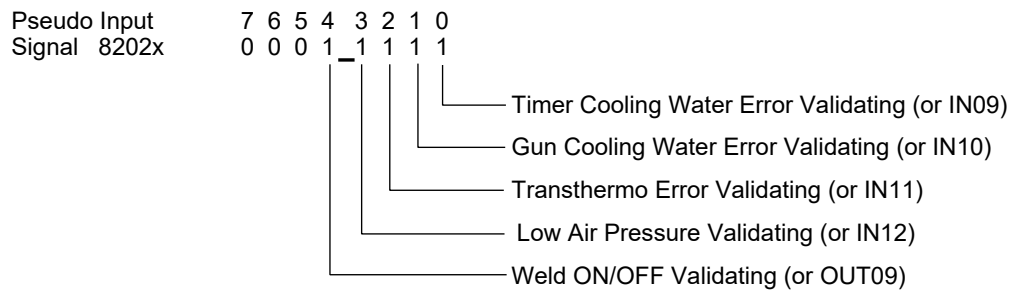 Pseudo Input 7 6 5 4 3 2 1 0
Signal 8202x 0 0 0 1 _ 1 1 1 1
Timer Cooling Water Error Validating (or IN09)
Gun Cooling Water Error Validating (or IN10)
Transthermo Error Validating (or IN11)
Low Air Pressure Validating (or IN12)
Weld ON/OFF Validating (or OUT09)